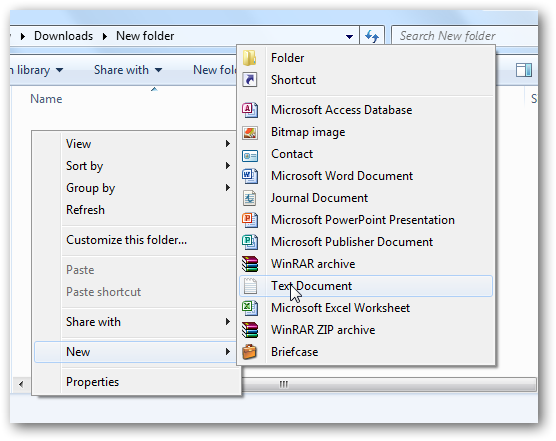 Downloads ▸ New folder
Search New folder
n library
Share with
New fol
Name
S
View
Sort by
Group by
Refresh
Customize this folder...
Paste
Paste shortcut
Share with
New
Properties
Folder
Shortcut
Microsoft Access Database
Bitmap image
Contact
Microsoft Word Document
Journal Document
Microsoft PowerPoint Presentation
Microsoft Publisher Document
WinRAR archive
Text Document
Microsoft Excel Worksheet
WinRAR ZIP archive
Briefcase